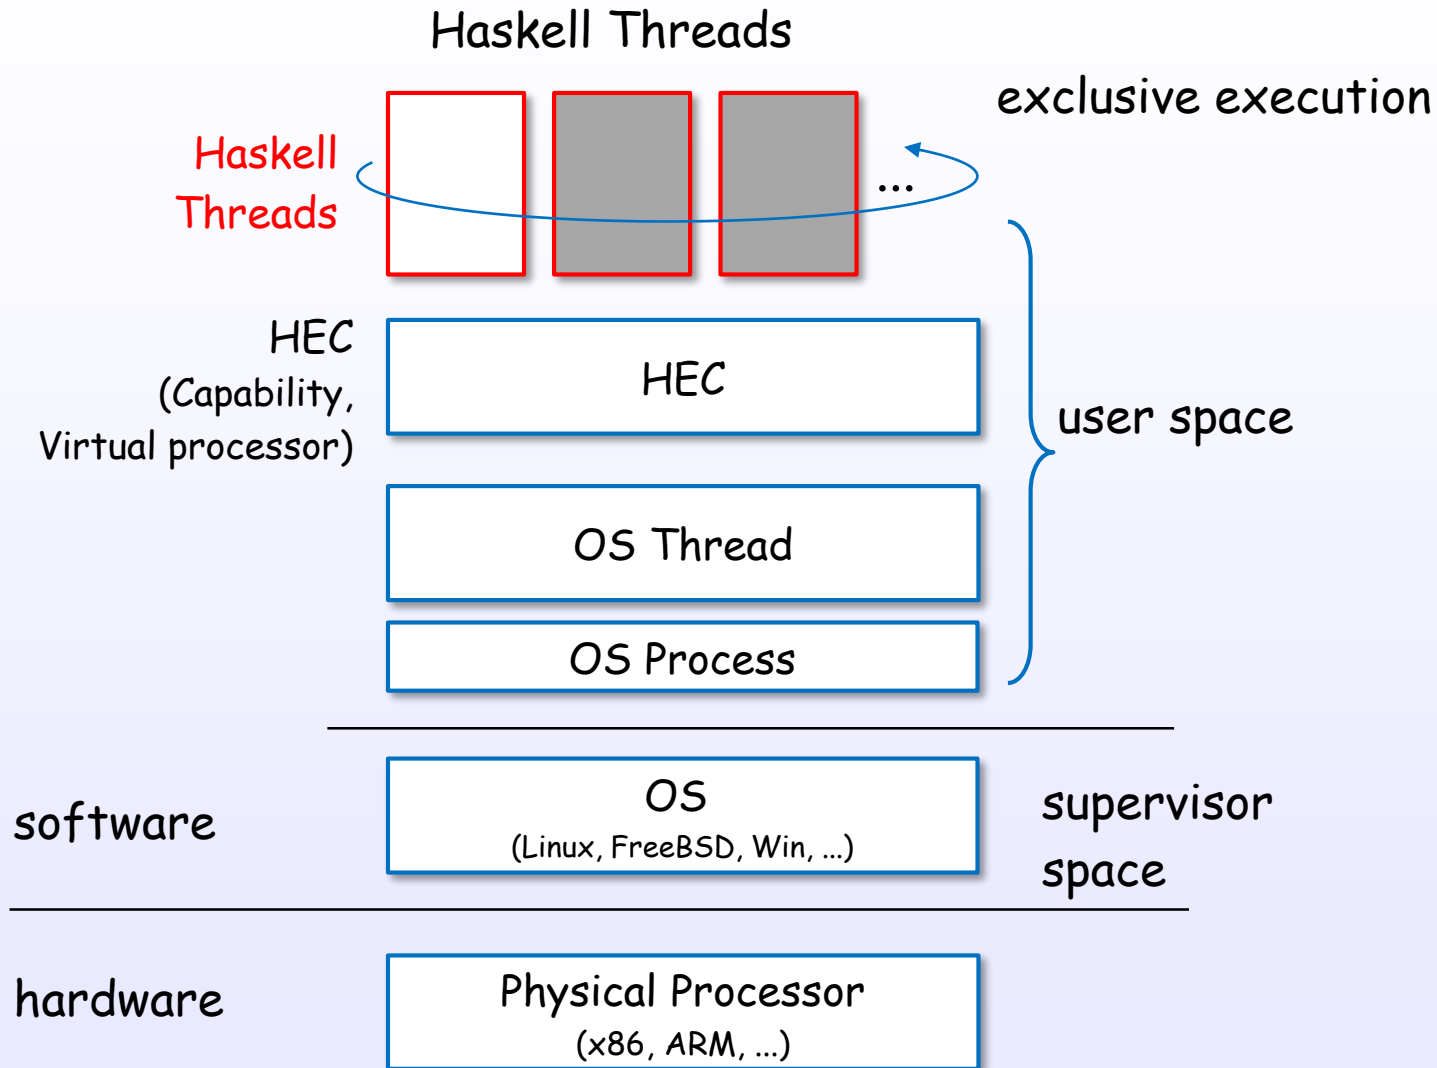 Haskell Threads
exclusive execution
Haskell
Threads
...
HEC
(Capability,
Virtual processor)
HEC
user space
OS Thread
OS Process
software
OS
(Linux, FreeBSD, Win, ...)
supervisor
space
hardware
Physical Processor
(x86, ARM, ...)